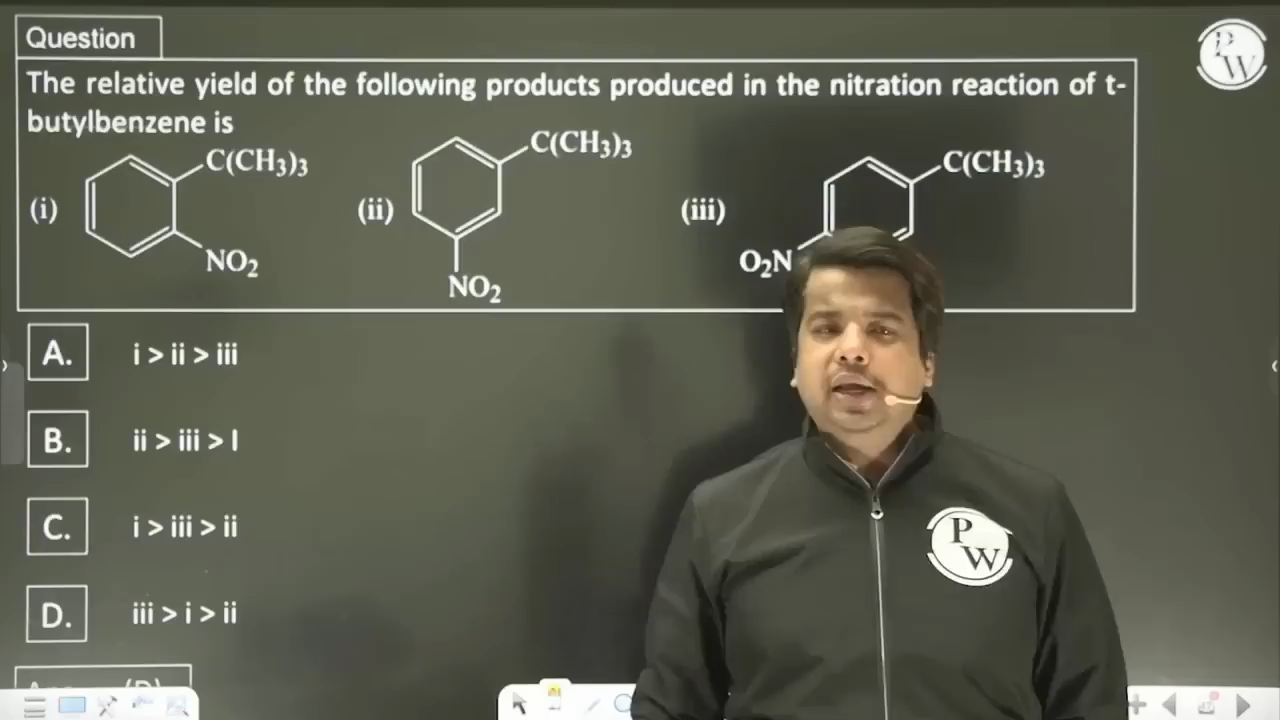 Question
P
W
The relative yield of the following products produced in the nitration reaction of t-
butylbenzene is
(i)
C(CH3)3
NO2
(ii)
C(CH3)3
NO2
(iii)
C(CH3)3
O2N
A. i > ii > iii
B. ii > iii > I
C. i > iii > ii
D. iii > i > ii
P
W